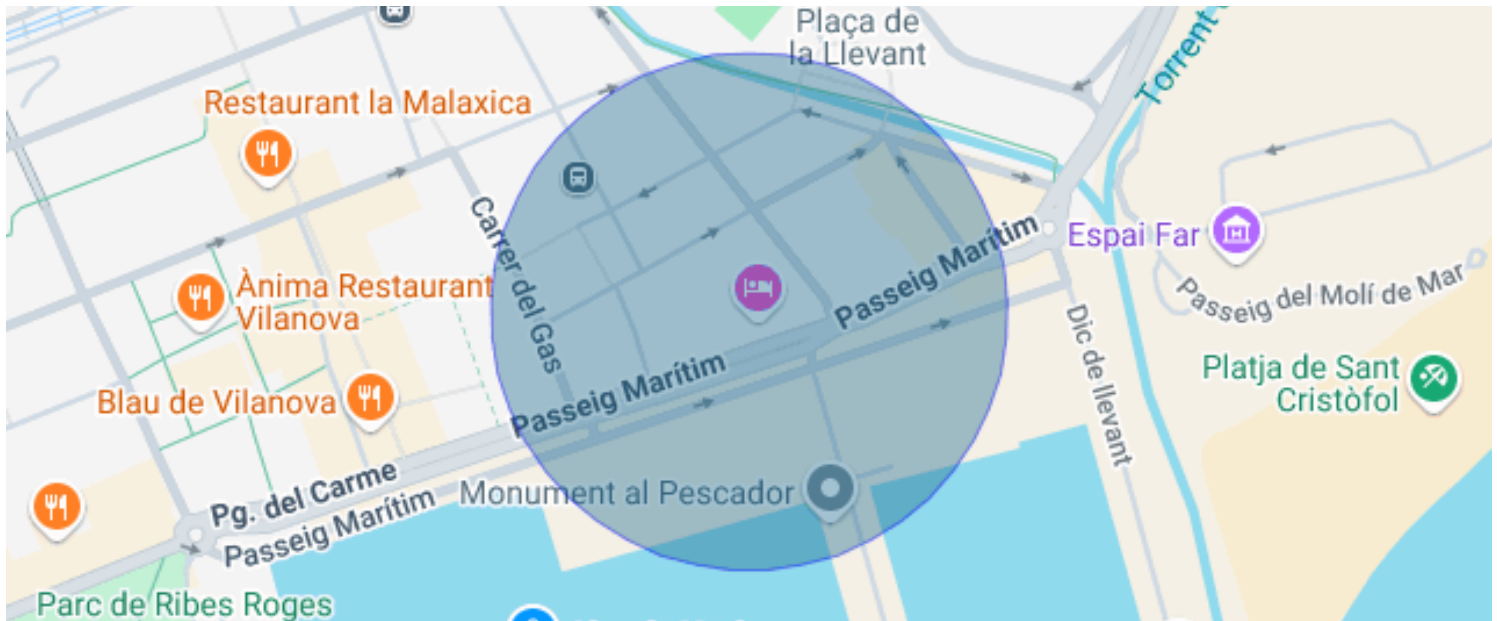 Plaça de
la Llevant
Torrent
Restaurant la Malaxica
Carrer del Gas
Passeig Marítim
Espai Far
Ànima Restaurant
Vilanova
Passeig del Molí de Mar
Dic de llevant
Passeig Marítim
Platja de Sant
Cristòfol
Blau de Vilanova
Pg. del Carme
Monument al Pescador
Passeig Marítim
Parc de Ribes Roges